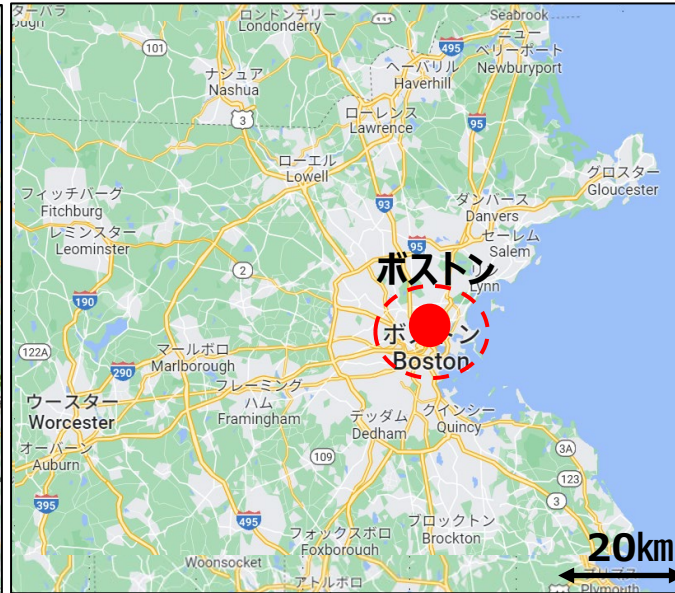 ターバラ
ough
ロンドンデリー
Londonderry
Seabrook
101
495
ニュー
ベリーポート
Newburyport
ナシュア
Nashua
ヘーバリル
Haverhill
3
ローレンス
Lawrence
95
ローエル
Lowell
グロスター
Gloucester
フィッチバーグ
Fitchburg
93
ダンバース
Danvers
レミンスター
Leominster
95
セーレム
Salem
ボストン
2
Lynn
190
ボストン
Boston
122A
マールボロ
Marlborough
290
フレーミング
ハム
Framingham
ウースター
Worcester
デッダム
Dedham
クインシー
Quincy
オーバーン
Auburn
109
3A
123
395
3
495
フォックスボロ
Foxborough
ブロックトン
Brockton
20km
Woonsocket
アトルボロ
Plymouth